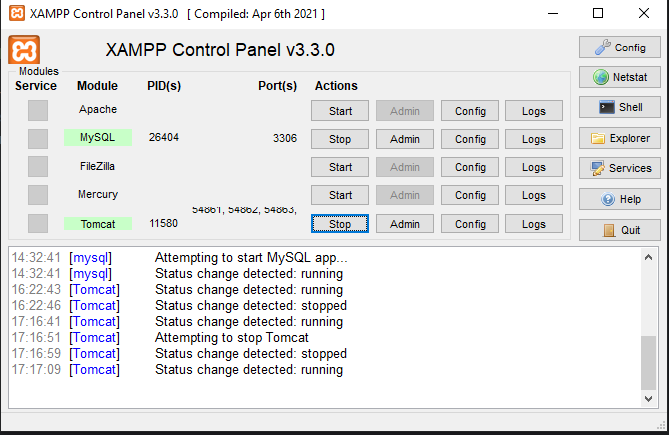 XAMPP Control Panel v3.3.0 [ Compiled: Apr 6th 2021 ]
XAMPP Control Panel v3.3.0
Config
Modules
Service Module PID(s) Port(s) Actions
Netstat
Apache Start Admin Config Logs
Shell
MySQL 26404 3306 Stop Admin Config Logs
Explorer
FileZilla Start Admin Config Logs
Services
Mercury Start Admin Config Logs
Help
54861, 54862, 54863,
Tomcat 11580 Stop Admin Config Logs
Quit
14:32:41 [mysql] Attempting to start MySQL app...
14:32:41 [mysql] Status change detected: running
16:22:43 [Tomcat] Status change detected: running
16:22:46 [Tomcat] Status change detected: stopped
17:16:41 [Tomcat] Status change detected: running
17:16:51 [Tomcat] Attempting to stop Tomcat
17:16:59 [Tomcat] Status change detected: stopped
17:17:09 [Tomcat] Status change detected: running